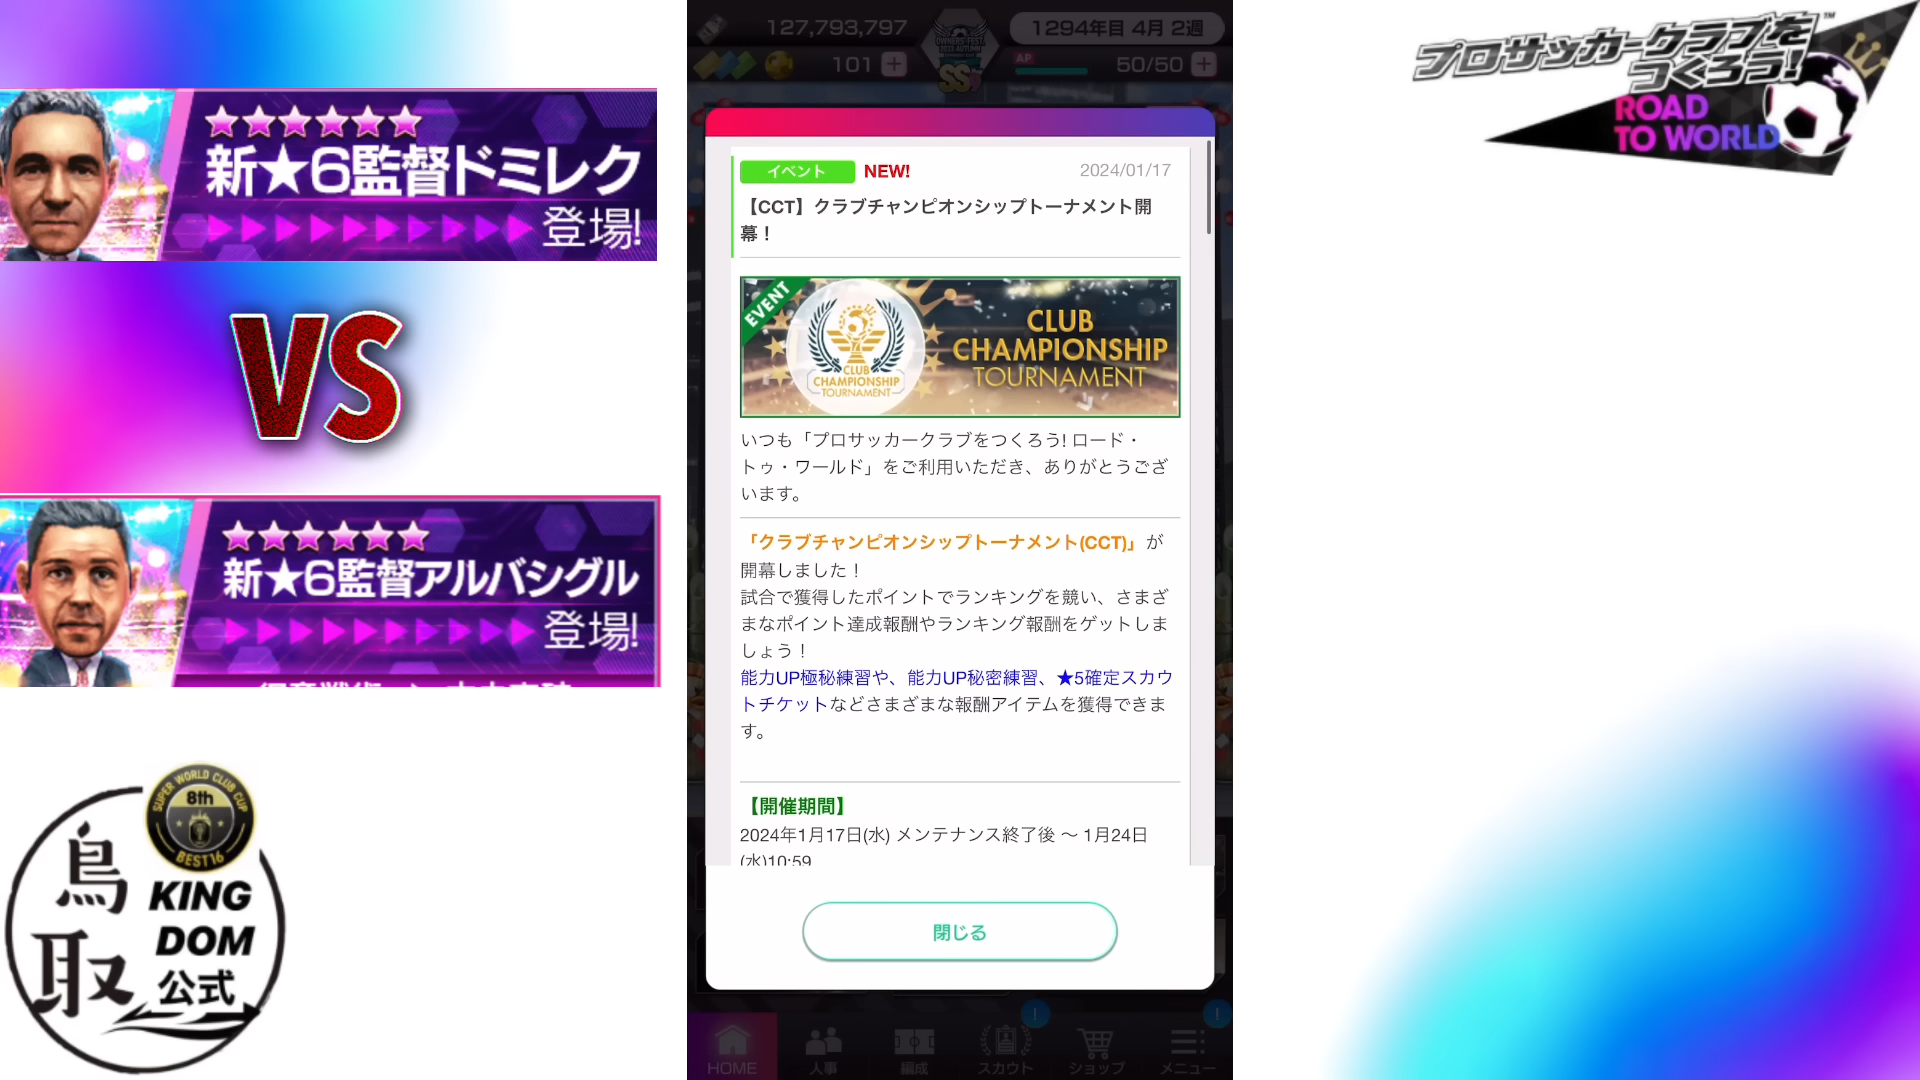 新★6監督ドミレク
登場!
VS
新★6監督アルバシグル
登場!
SUPER WORLD CLUB CUP
8th
BEST16
鳥取
KING
DOM
公式
127,793,797
1294年目 4月 2週
OWNERS FEST
2023 AUTUMN
SS
101
AP
50/50
イベント NEW! 2024/01/17
【CCT】クラブチャンピオンシップトーナメント開
幕！
EVENT
CLUB
CHAMPIONSHIP
TOURNAMENT
CLUB
CHAMPIONSHIP
TOURNAMENT
いつも「プロサッカークラブをつくろう! ロード・
トゥ・ワールド」をご利用いただき、ありがとうござ
います。
「クラブチャンピオンシップトーナメント(CCT)」が
開幕しました！
試合で獲得したポイントでランキングを競い、さまざ
まなポイント達成報酬やランキング報酬をゲットしま
しょう！
能力UP極秘練習や、能力UP秘密練習、★5確定スカウ
トチケットなどさまざまな報酬アイテムを獲得できま
す。
【開催期間】
2024年1月17日(水) メンテナンス終了後 ～ 1月24日
(水)10:59
閉じる
HOME
人事
編成
スカウト
ショップ
メニュー
プロサッカークラブを
つくろう!
™
ROAD
TO WORLD